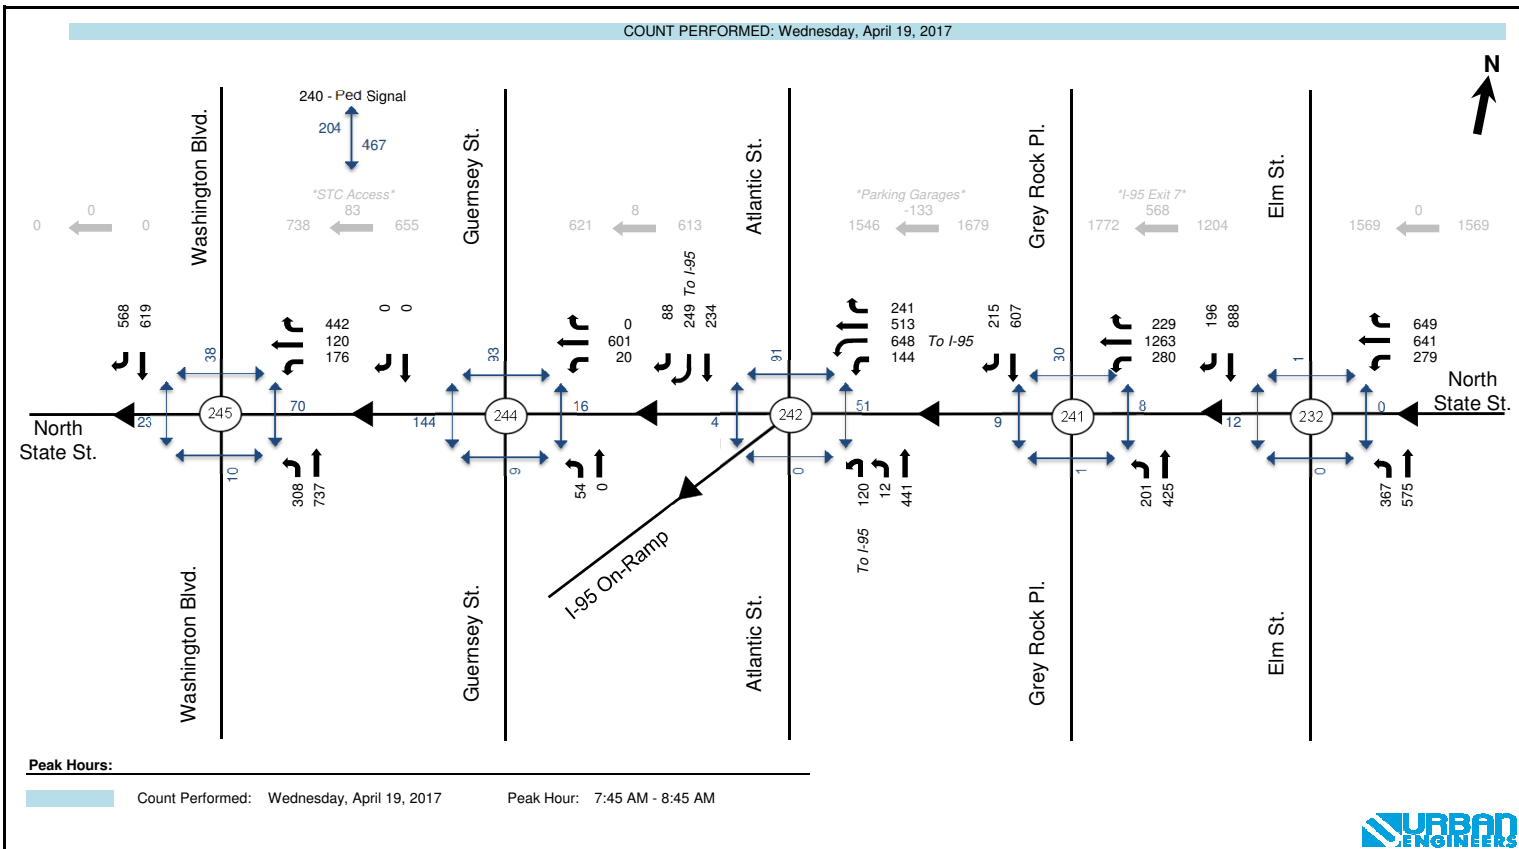 COUNT PERFORMED: Wednesday, April 19, 2017
N
240 - Ped Signal
204
467
Washington Blvd.
Guernsey St.
Atlantic St.
Grey Rock Pl.
Elm St.
*STC Access*
*Parking Garages*
*I-95 Exit 7*
0
83
8
-133
568
0
0
0
738
655
621
613
1546
1679
1772
1204
1569
1569
To I-95
568
619
442
120
176
0
0
0
601
20
88
249
234
241
513
648 To I-95
144
215
607
229
1263
280
196
888
649
641
279
38
93
91
30
1
North
State St.
245
244
242
241
232
23
70
144
16
4
51
9
8
12
0
North
State St.
10
9
0
1
0
308
737
54
0
120
12
441
201
425
367
575
To I-95
I-95 On-Ramp
Washington Blvd.
Guernsey St.
Atlantic St.
Grey Rock Pl.
Elm St.
Peak Hours:
Count Performed: Wednesday, April 19, 2017 Peak Hour: 7:45 AM - 8:45 AM
URBAN
ENGINEERS